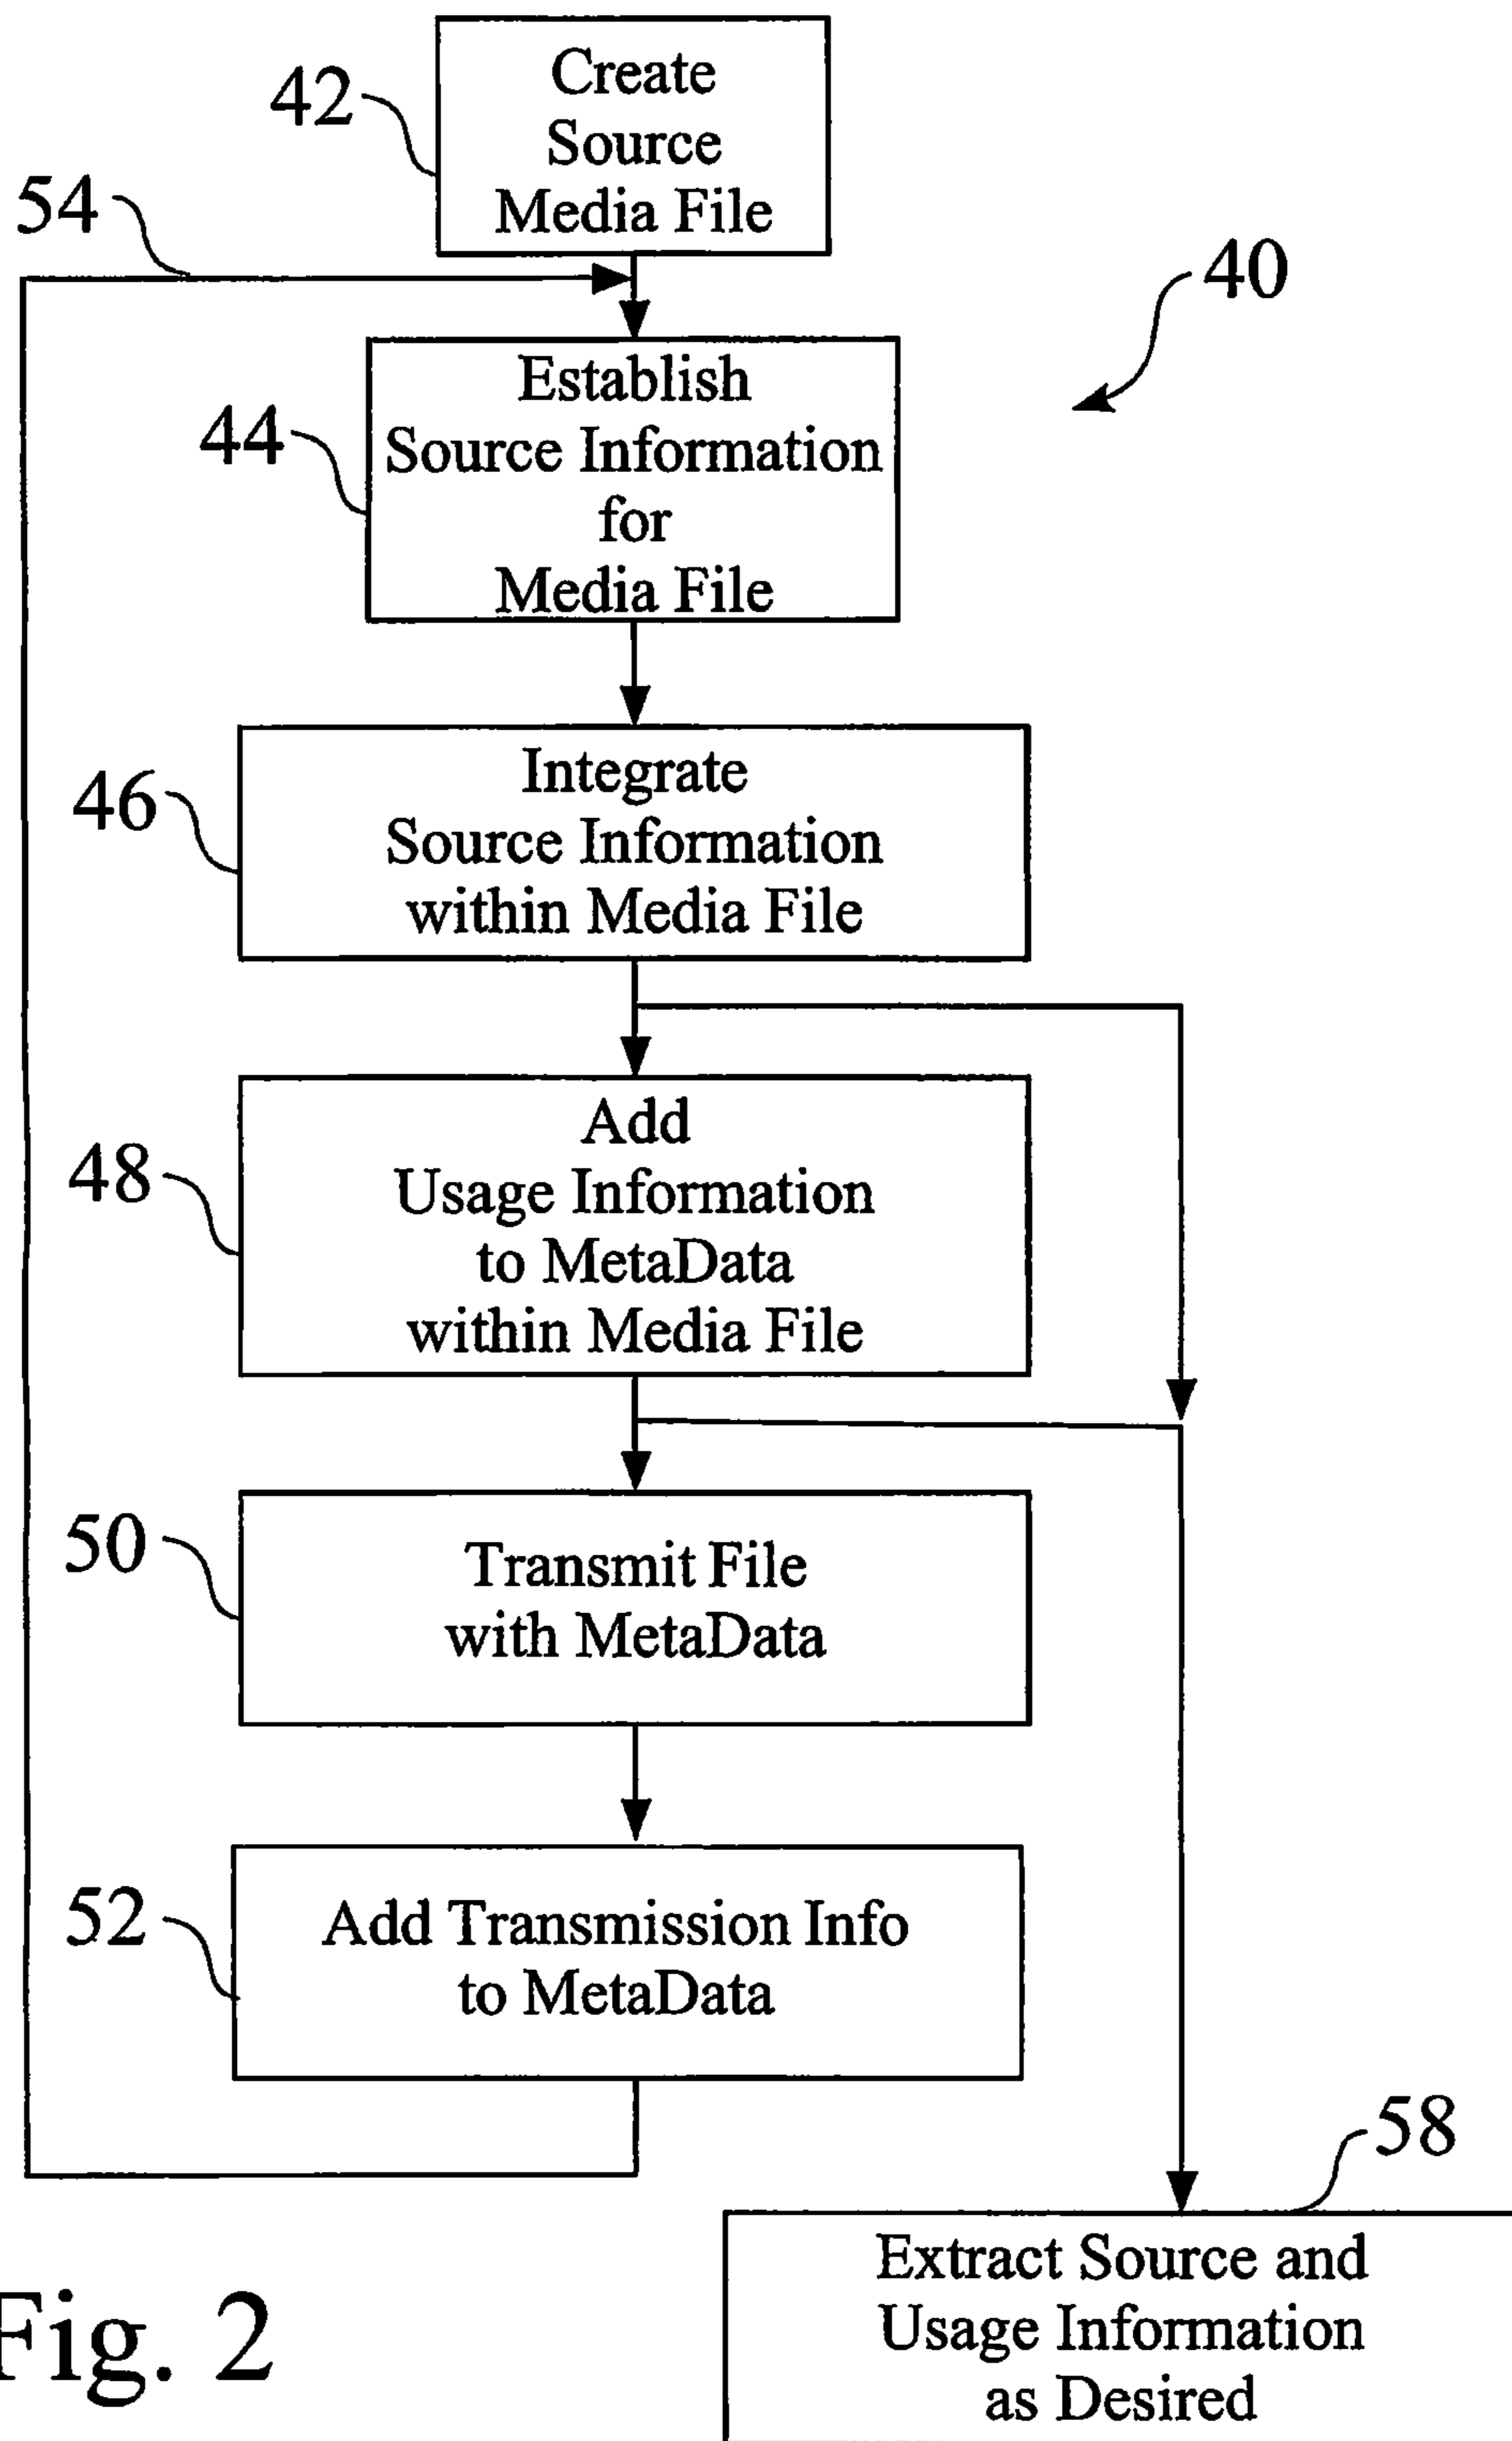 42
Create
Source
Media File
54
40
44
Establish
Source Information
for
Media File
46
Integrate
Source Information
within Media File
48
Add
Usage Information
to MetaData
within Media File
50
Transmit File
with MetaData
52
Add Transmission Info
to MetaData
58
Extract Source and
Usage Information
as Desired
Fig. 2